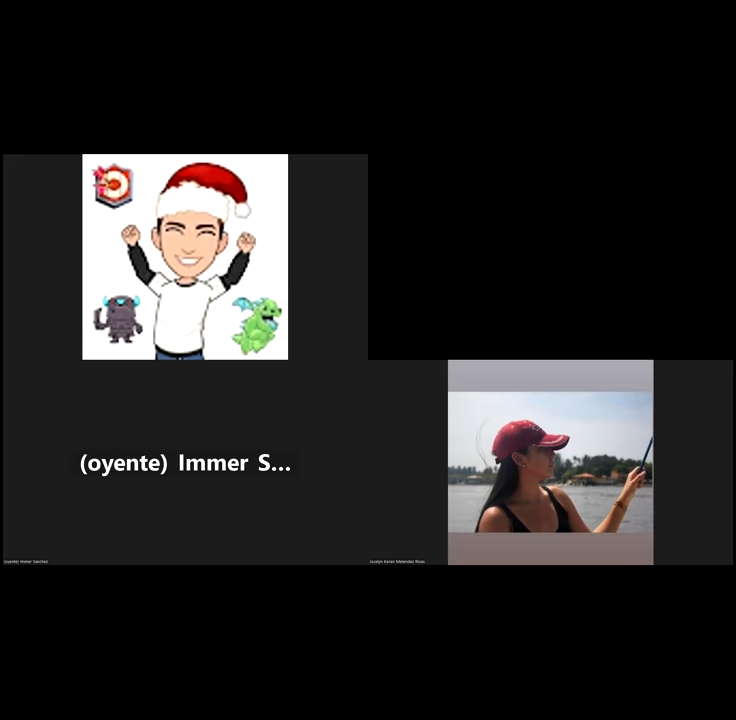 (oyente) Immer S...
(oyente) Immer Sanchez
Jocelyn Karen Melendez Rivas